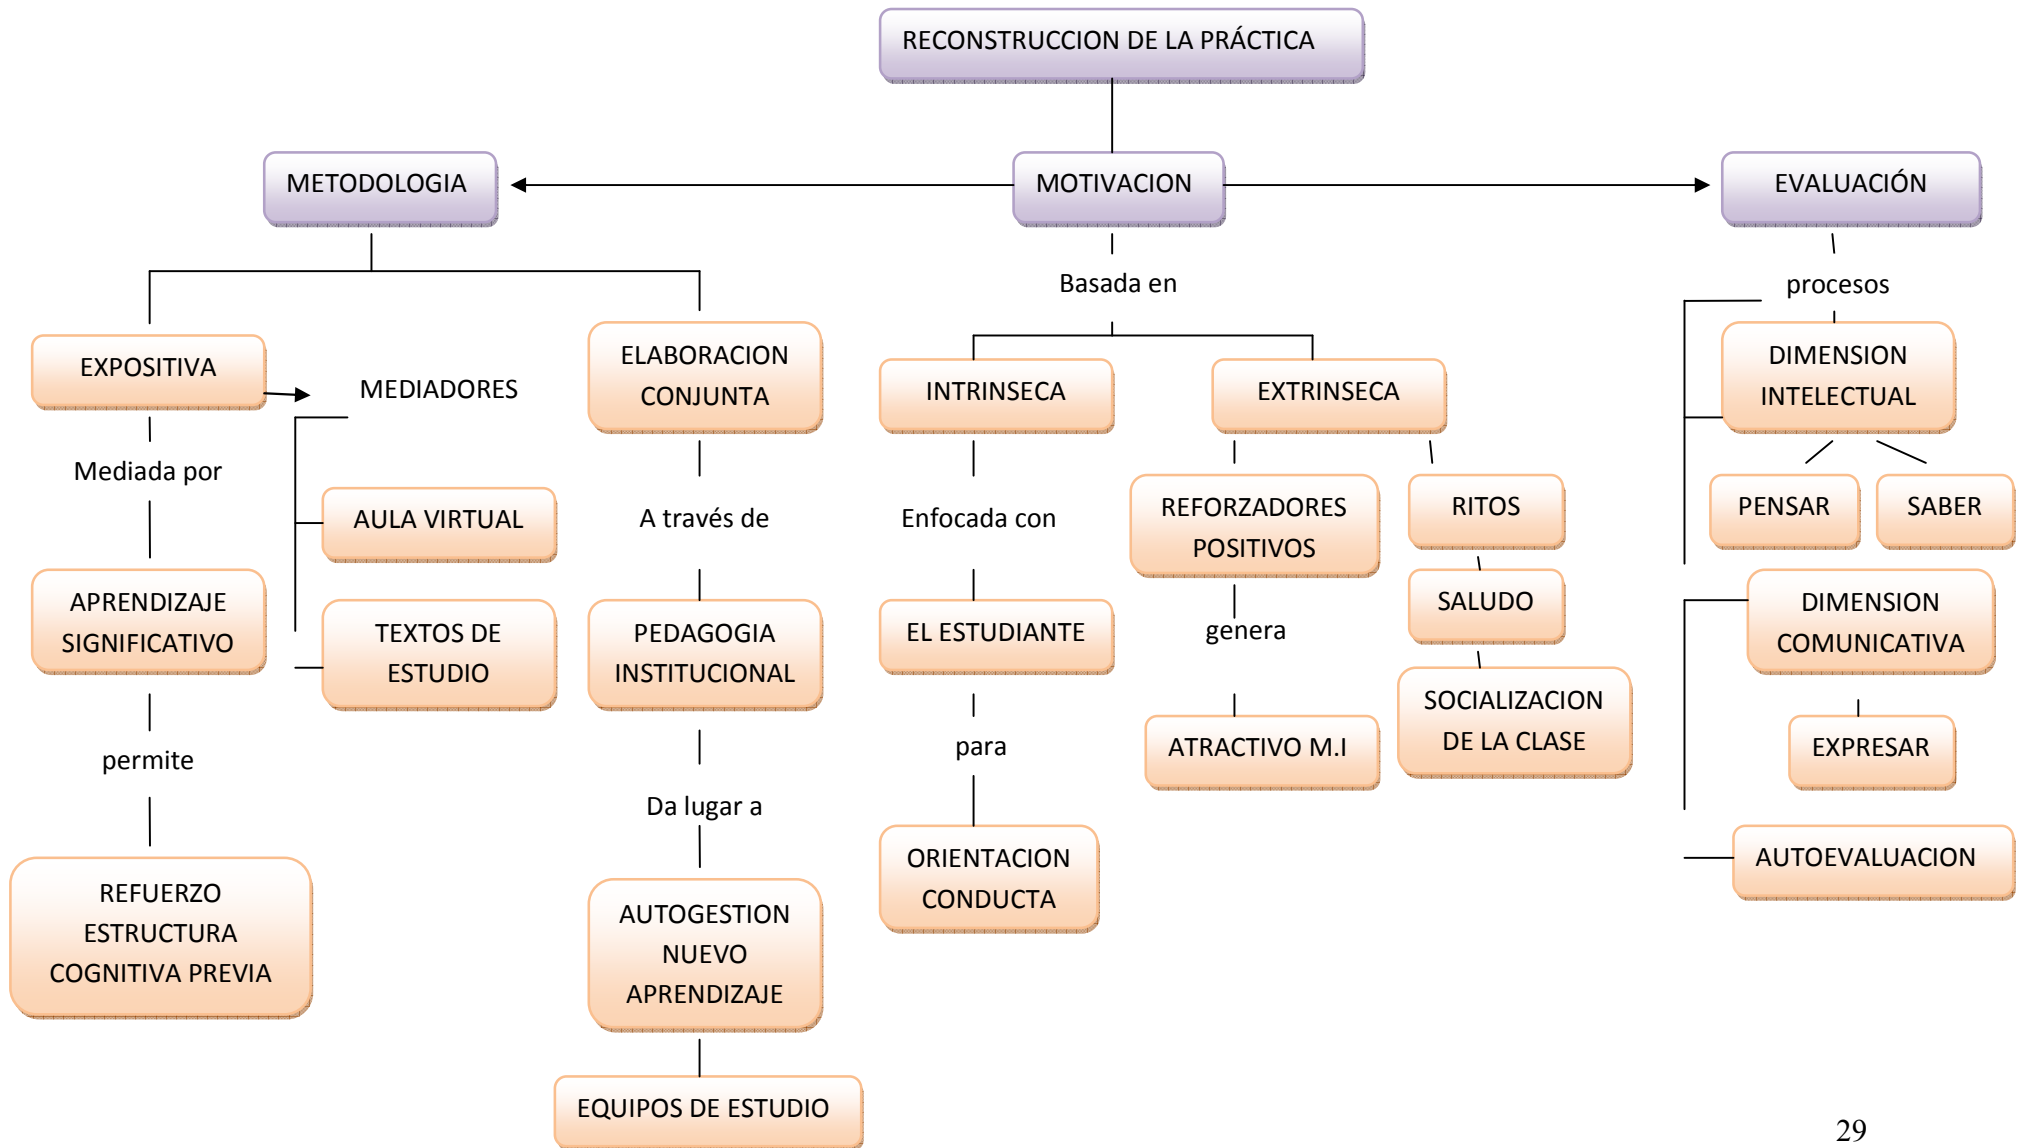 RECONSTRUCCION DE LA PRÁCTICA
METODOLOGIA
MOTIVACION
EVALUACIÓN
EXPOSITIVA
MEDIADORES
Mediada por
AULA VIRTUAL
APRENDIZAJE
SIGNIFICATIVO
TEXTOS DE
ESTUDIO
permite
REFUERZO
ESTRUCTURA
COGNITIVA PREVIA
ELABORACION
CONJUNTA
A través de
PEDAGOGIA
INSTITUCIONAL
Da lugar a
AUTOGESTION
NUEVO
APRENDIZAJE
EQUIPOS DE ESTUDIO
Basada en
INTRINSECA
Enfocada con
EL ESTUDIANTE
para
ORIENTACION
CONDUCTA
EXTRINSECA
REFORZADORES
POSITIVOS
genera
ATRACTIVO M.I
RITOS
SALUDO
SOCIALIZACION
DE LA CLASE
procesos
DIMENSION
INTELECTUAL
PENSAR
SABER
DIMENSION
COMUNICATIVA
EXPRESAR
AUTOEVALUACION
29